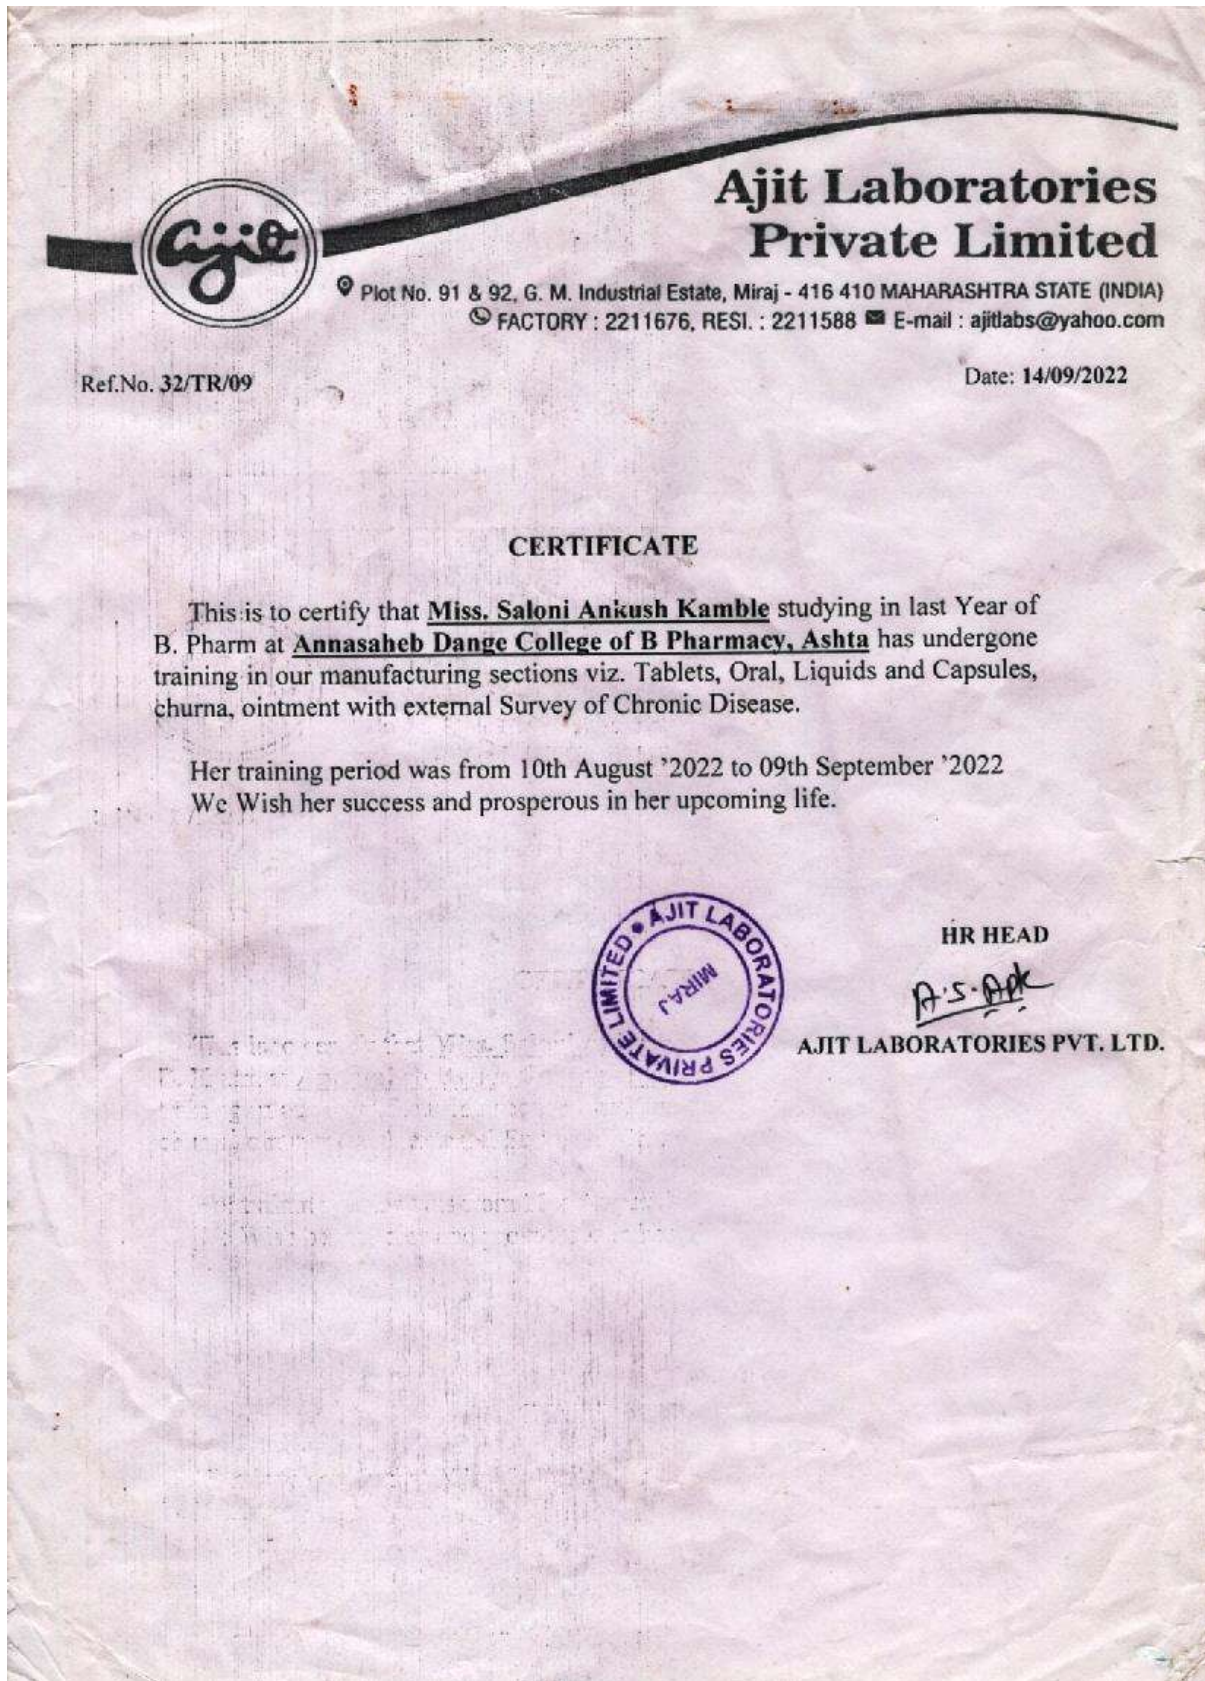 ajit
Ajit Laboratories
Private Limited
Plot No. 91 & 92, G. M. Industrial Estate, Miraj - 416 410 MAHARASHTRA STATE (INDIA)
FACTORY : 2211676, RESI. : 2211588 E-mail : ajitlabs@yahoo.com
Ref.No. 32/TR/09 Date: 14/09/2022
CERTIFICATE
This is to certify that Miss. Saloni Ankush Kamble studying in last Year of
B. Pharm at Annasaheb Dange College of B Pharmacy, Ashta has undergone
training in our manufacturing sections viz. Tablets, Oral, Liquids and Capsules,
churna, ointment with external Survey of Chronic Disease.
Her training period was from 10th August '2022 to 09th September '2022
We Wish her success and prosperous in her upcoming life.
AJIT LABORATORIES PRIVATE LIMITED
MIRAJ
HR HEAD
A.S.
AJIT LABORATORIES PVT. LTD.